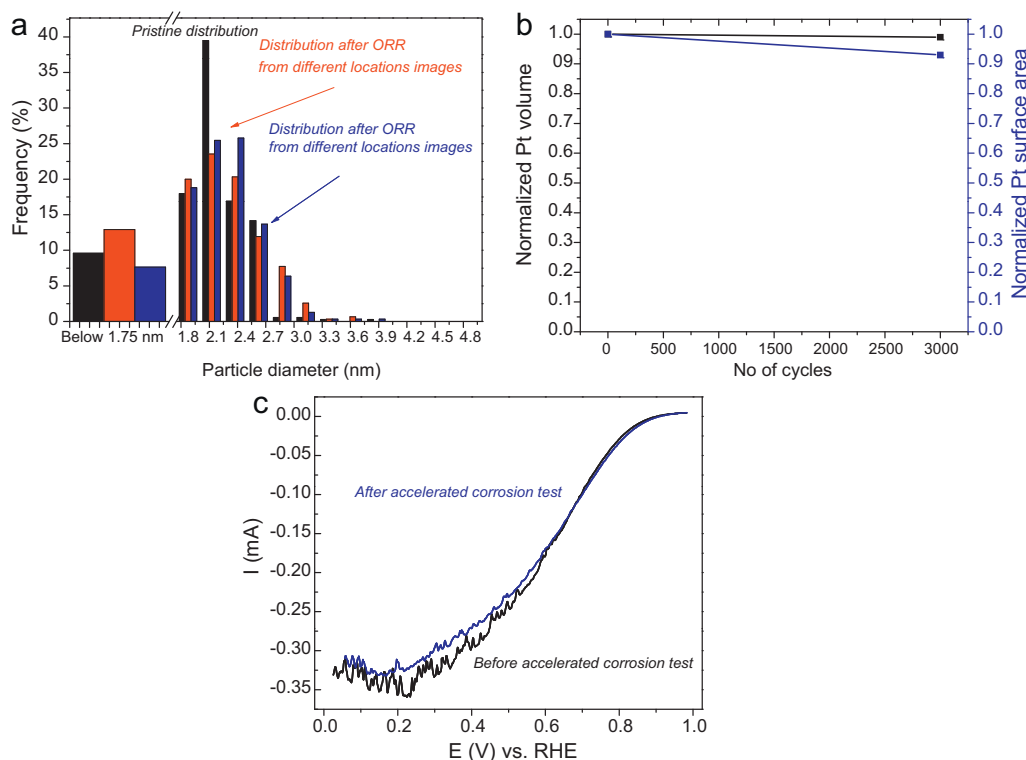 a
Pristine distribution
Distribution after ORR
from different locations images
Distribution after ORR
from different locations images
Frequency (%)
40
35
30
25
20
15
10
5
0
Below 1.75 nm 1.8 2.1 2.4 2.7 3.0 3.3 3.6 3.9 4.2 4.5 4.8
Particle diameter (nm)
b
Normalized Pt volume
1.0
09
0.8
0.7
0.6
0.5
0.4
0.3
0.2
0.1
0.0
Normalized Pt surface area
1.0
0.9
0.8
0.7
0.6
0.5
0.4
0.3
0.2
0.1
0.0
0 500 1000 1500 2000 2500 3000
No of cycles
c
I (mA)
0.00
-0.05
-0.10
-0.15
-0.20
-0.25
-0.30
-0.35
After accelerated corrosion test
Before accelerated corrosion test
0.0 0.2 0.4 0.6 0.8 1.0
E (V) vs. RHE